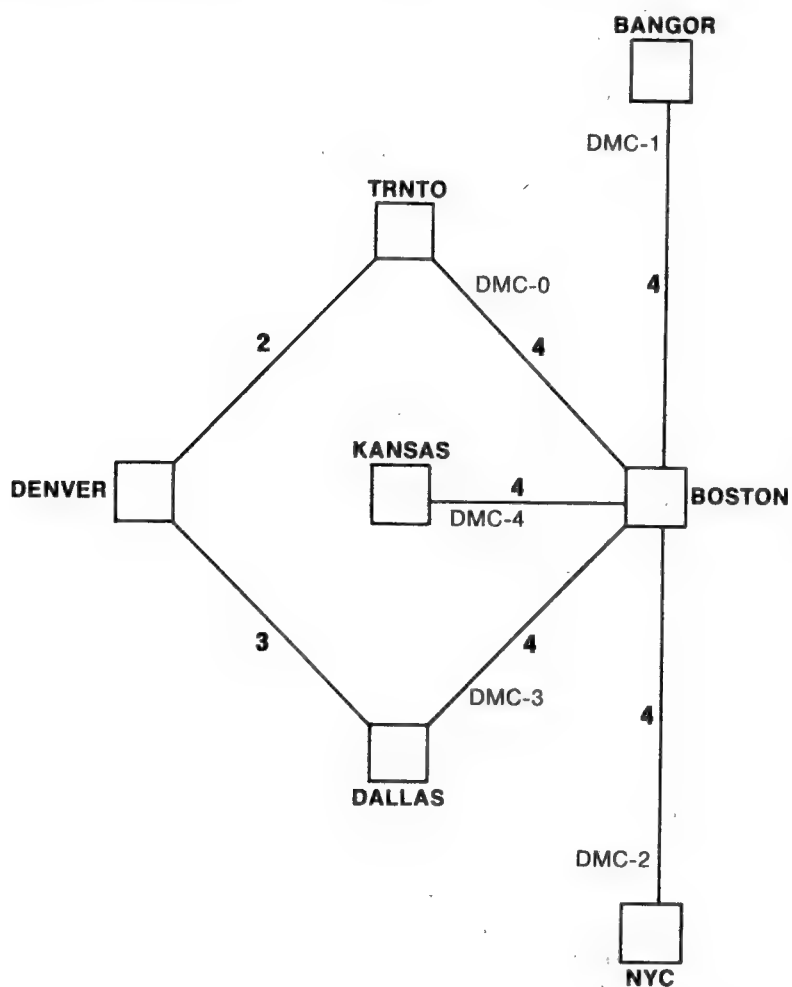 BANGOR
DMC-1
TRNTO
DMC-0
4
2
4
KANSAS
DENVER
4
BOSTON
DMC-4
3
4
DMC-3
4
DALLAS
DMC-2
NYC